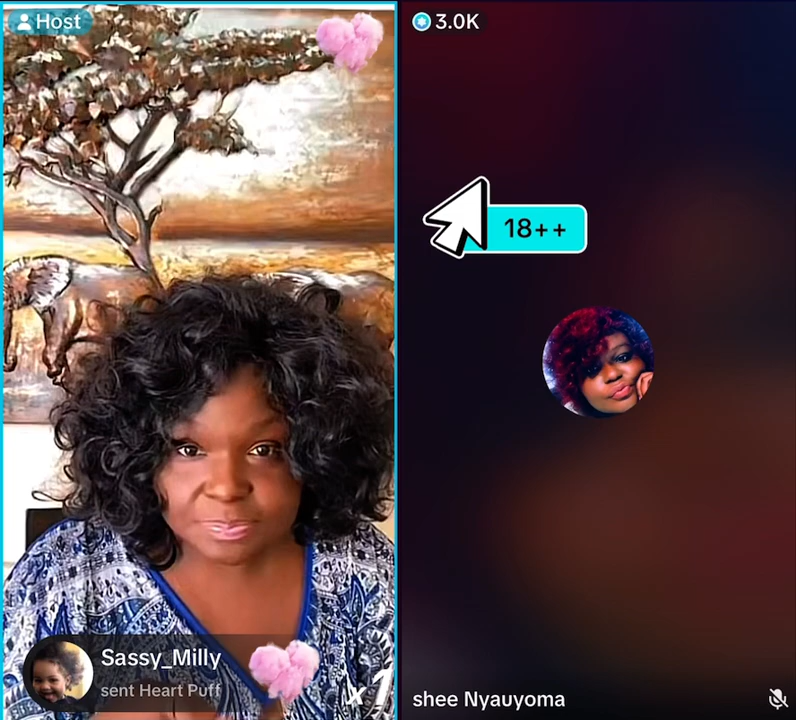 Host
3.0K
18++
Sassy_Milly
sent Heart Puff
x1
shee Nyauyoma